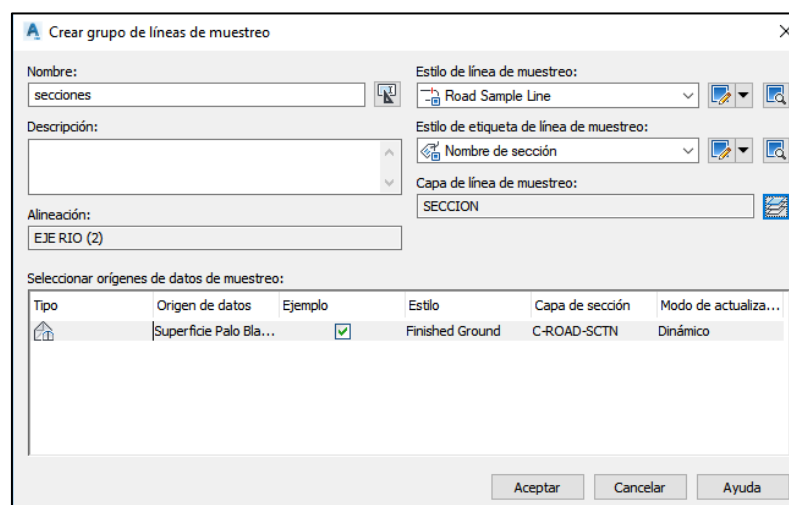 Crear grupo de líneas de muestreo
Nombre:
secciones
Descripción:
Alineación:
EJE RIO (2)
Estilo de línea de muestreo:
Road Sample Line
Estilo de etiqueta de línea de muestreo:
Nombre de sección
Capa de línea de muestreo:
SECCION
Seleccionar orígenes de datos de muestreo:
Tipo Origen de datos Ejemplo Estilo Capa de sección Modo de actualiza...
Superficie Palo Bla... Finished Ground C-ROAD-SCTN Dinámico
Aceptar Cancelar Ayuda